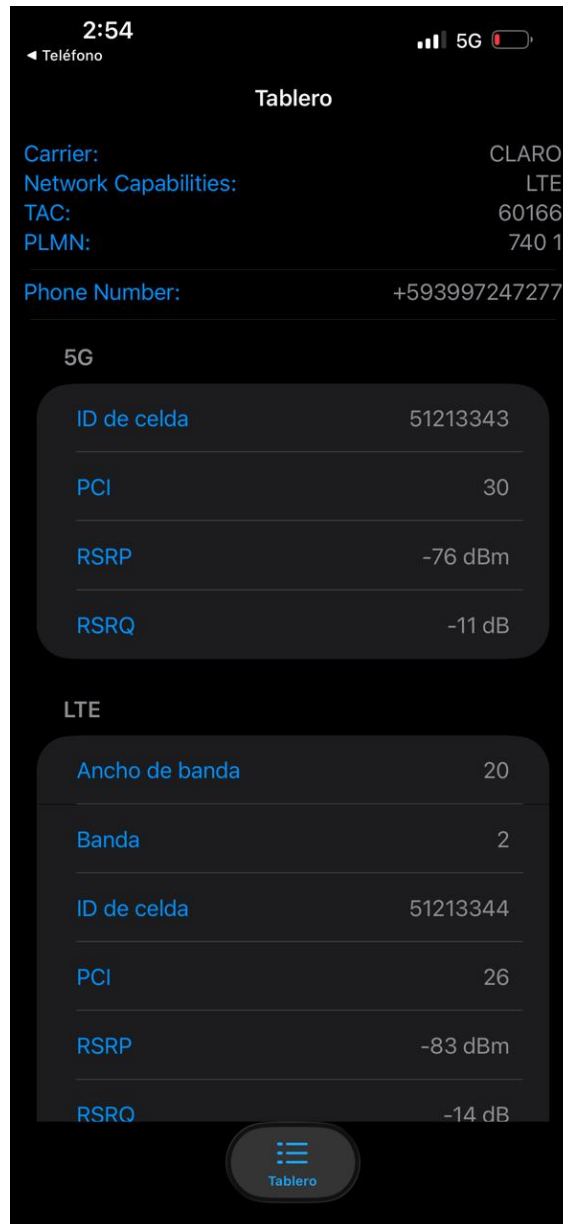 2:54
5G
◀ Teléfono
Tablero
Carrier: CLARO
Network Capabilities: LTE
TAC: 60166
PLMN: 740 1
Phone Number: +593997247277
5G
ID de celda 51213343
PCI 30
RSRP -76 dBm
RSRQ -11 dB
LTE
Ancho de banda 20
Banda 2
ID de celda 51213344
PCI 26
RSRP -83 dBm
RSRQ -14 dB
Tablero